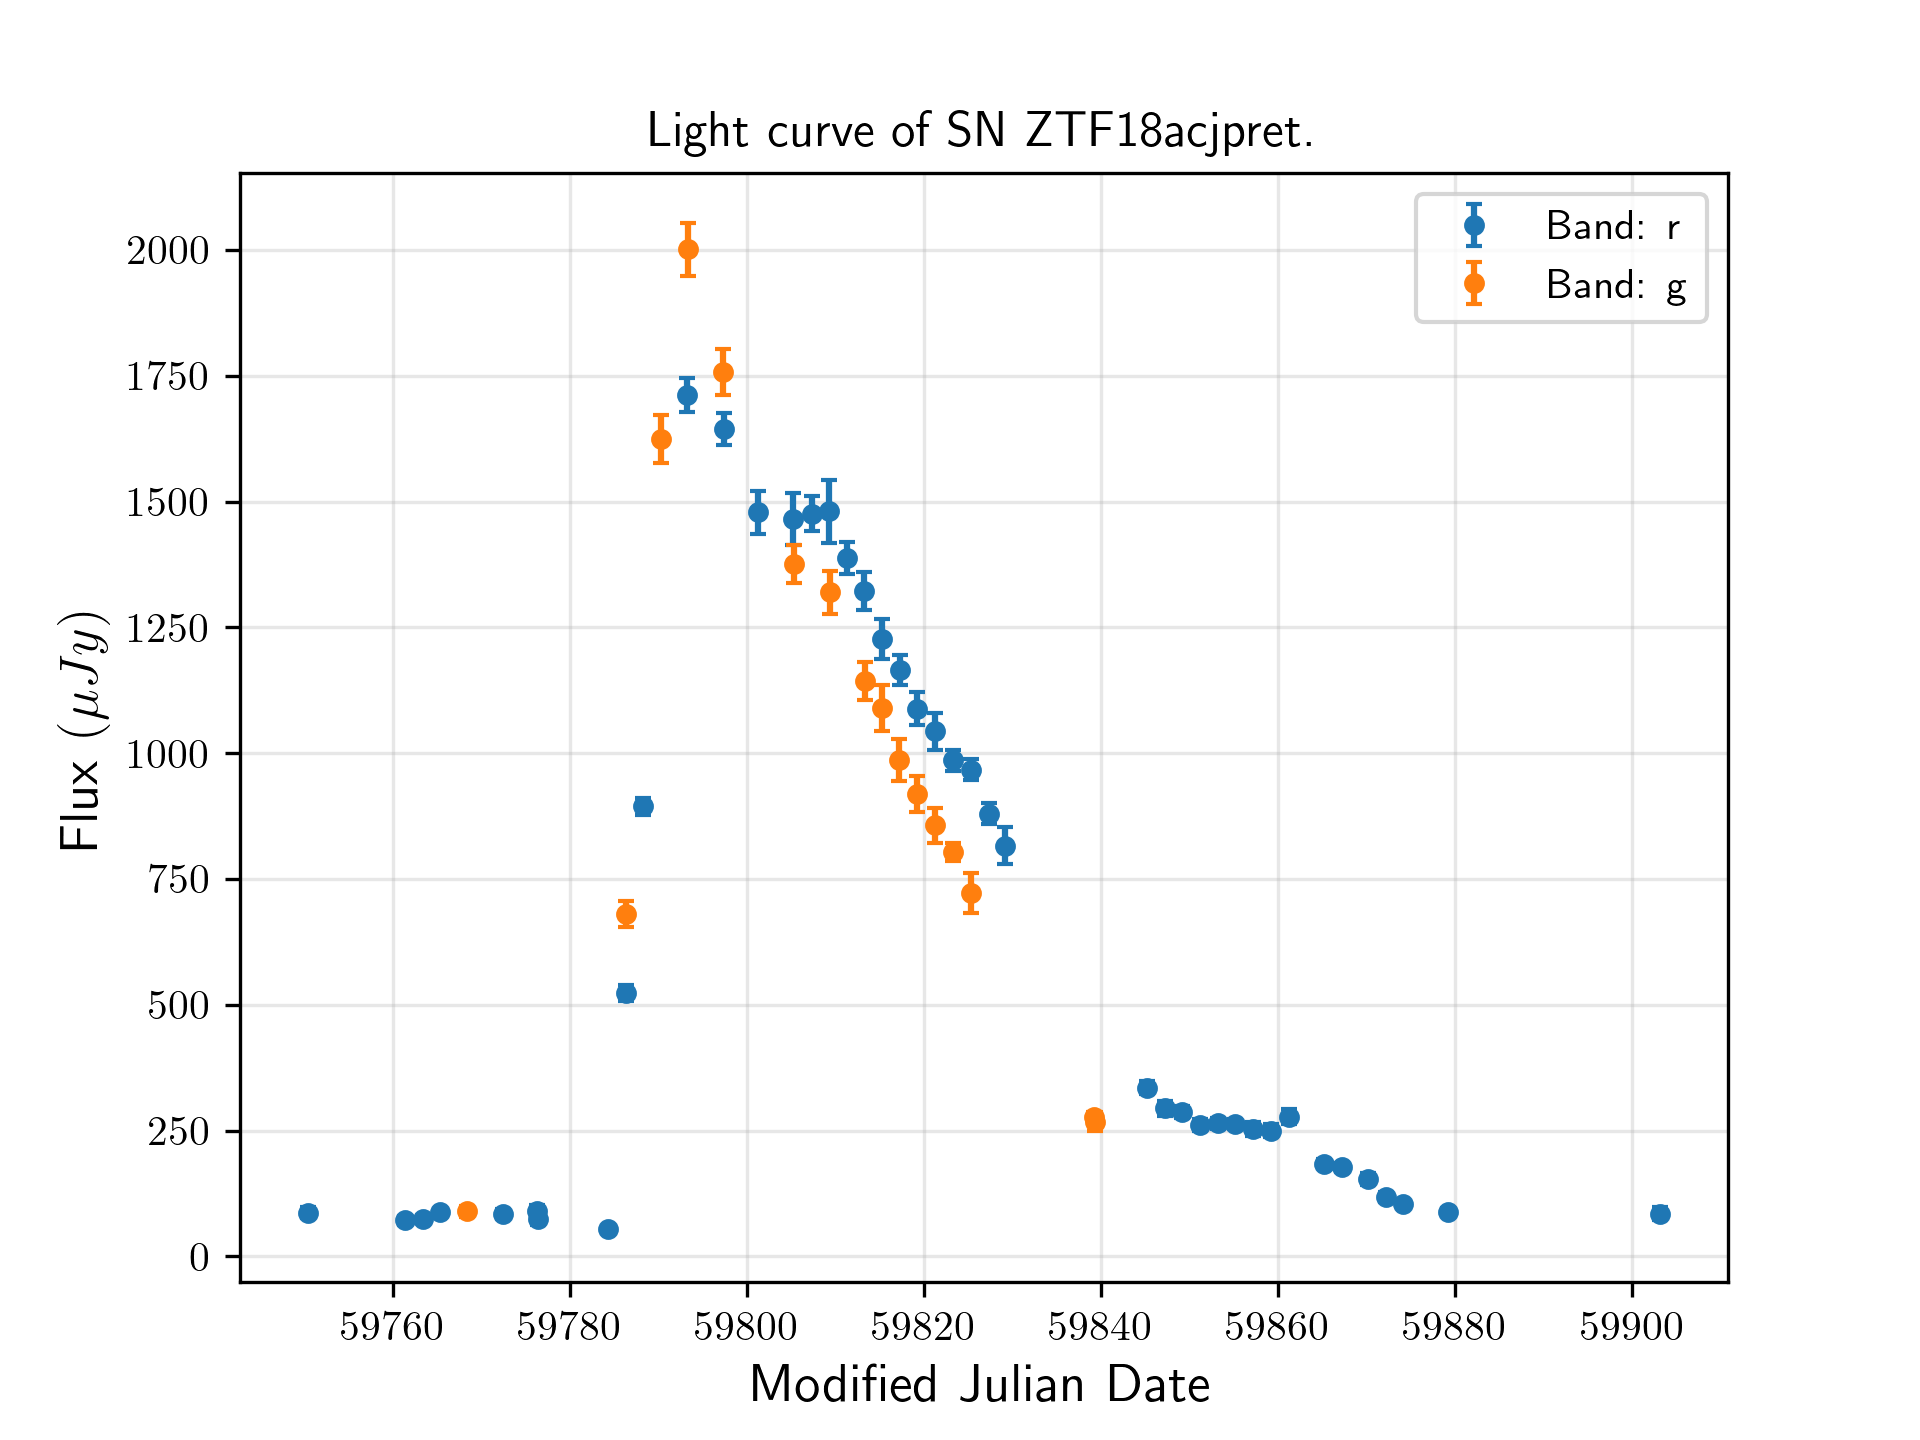 Light curve of SN ZTF18acjpret.
Band: r
Band: g
Flux (μJy)
2000
1750
1500
1250
1000
750
500
250
0
59760 59780 59800 59820 59840 59860 59880 59900
Modified Julian Date